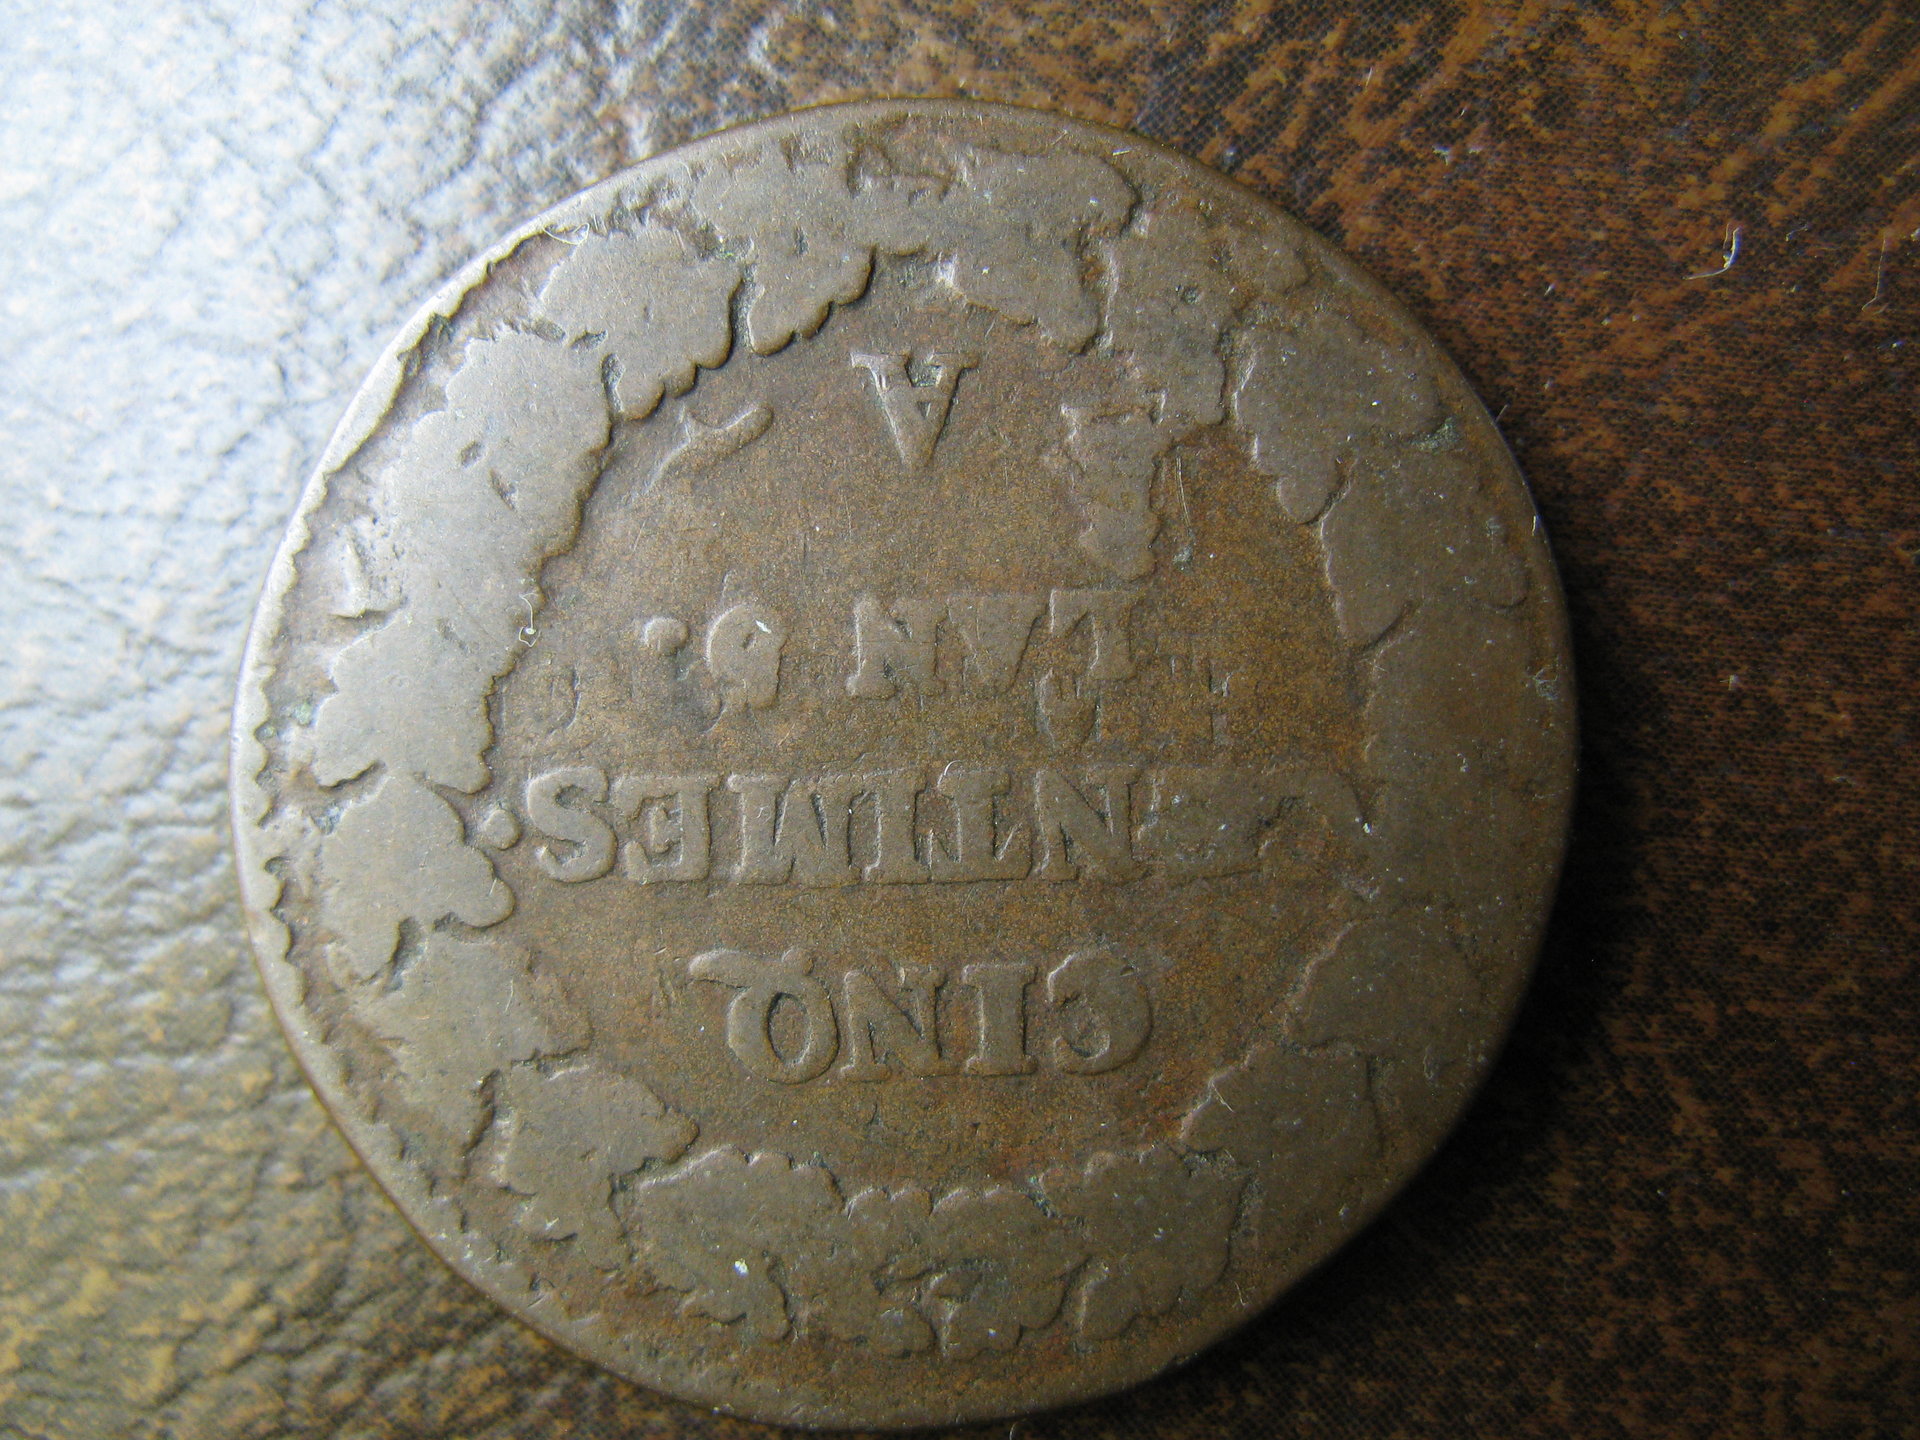 CINQ
CENTIMES.
L'AN 5.
A